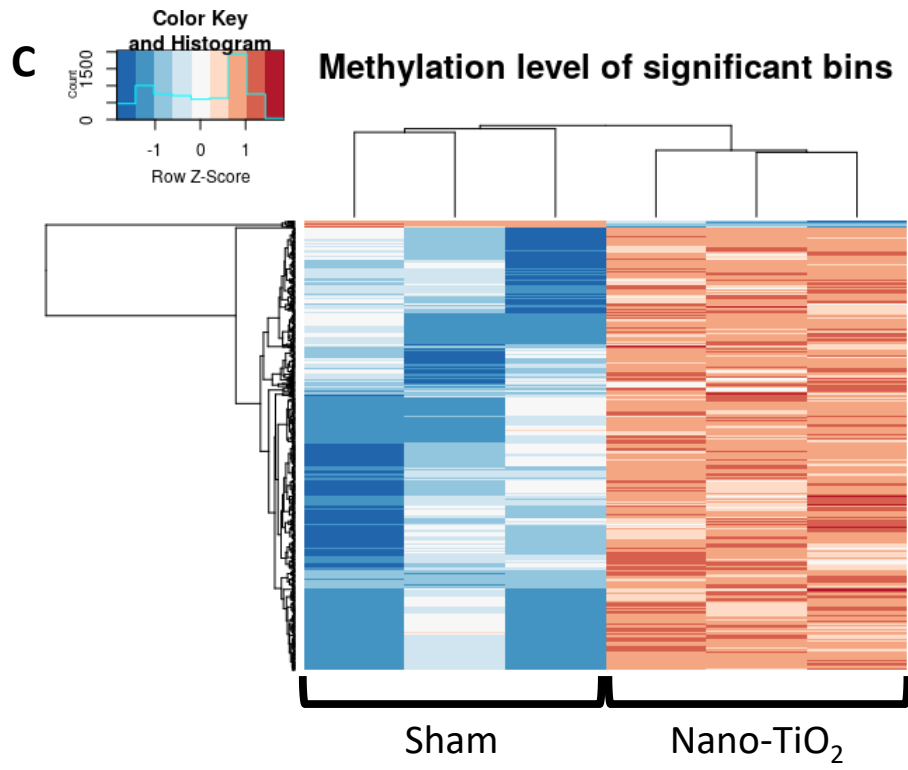 C
Color Key
and Histogram
Count
0 1500
-1 0 1
Row Z-Score
Methylation level of significant bins
Sham
Nano-TiO₂